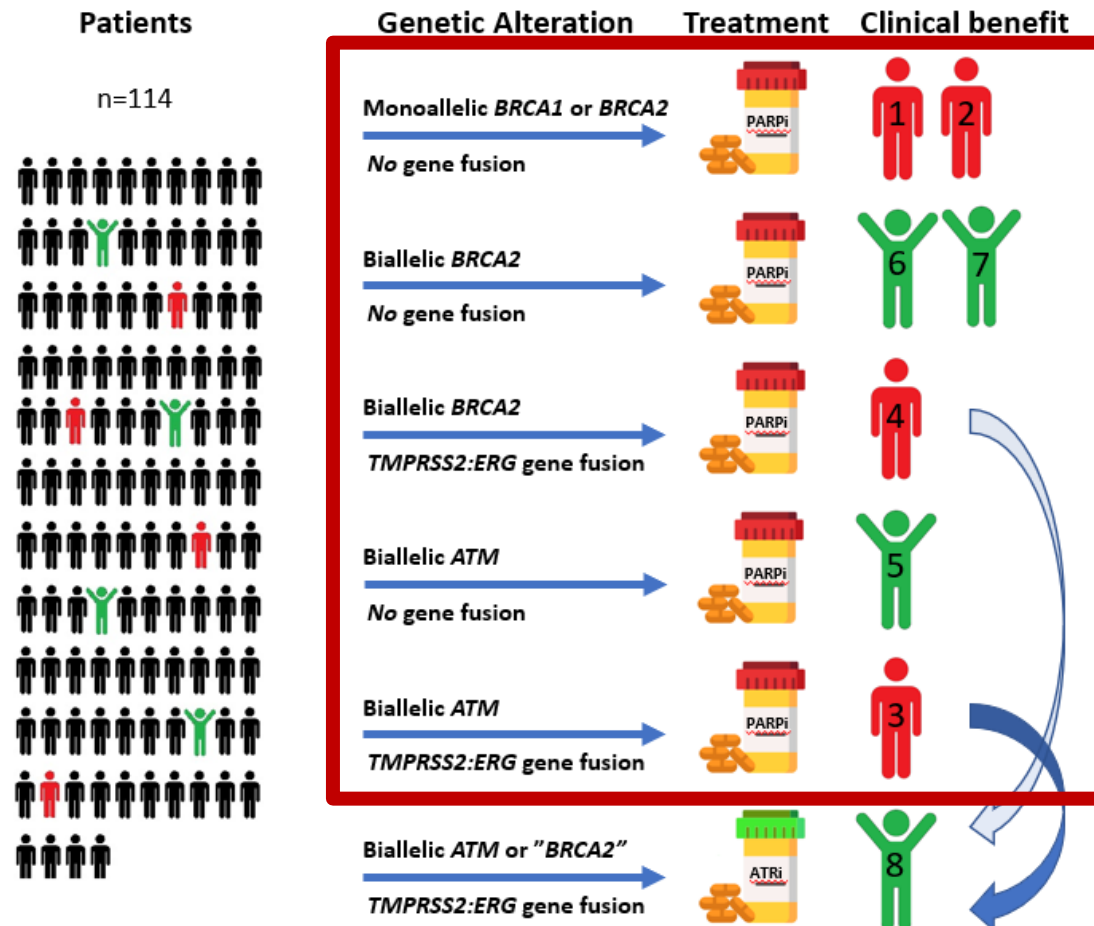 Patients
Genetic Alteration
Treatment
Clinical benefit
n=114
Monoallelic BRCA1 or BRCA2
No gene fusion
PARPi
1
2
Biallelic BRCA2
No gene fusion
PARPi
6
7
Biallelic BRCA2
TMPRSS2:ERG gene fusion
PARPi
4
Biallelic ATM
No gene fusion
PARPi
5
Biallelic ATM
TMPRSS2:ERG gene fusion
PARPi
3
Biallelic ATM or ”BRCA2”
TMPRSS2:ERG gene fusion
ATRi
8